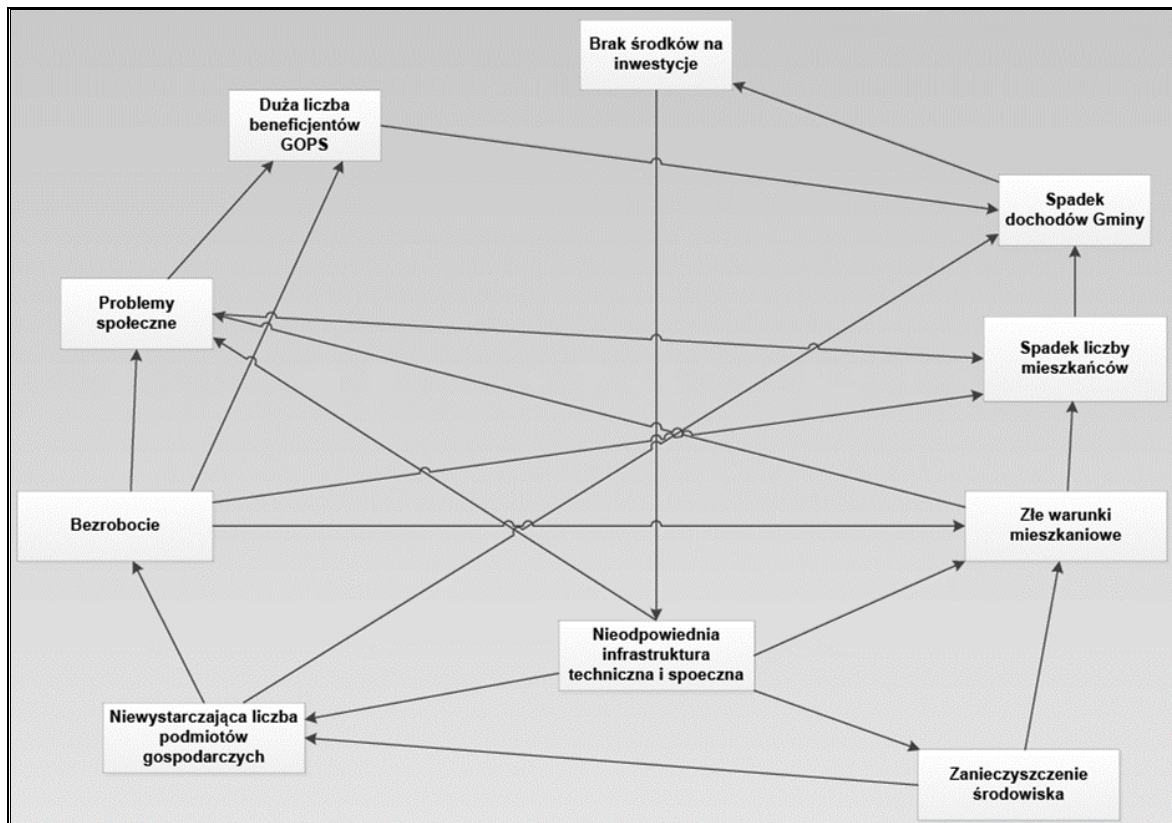 Brak środków na
inwestycje
Duża liczba
beneficjentów
GOPS
Spadek
dochodów Gminy
Problemy
społeczne
Spadek liczby
mieszkańców
Bezrobocie
Złe warunki
mieszkaniowe
Nieodpowiednia
infrastruktura
techniczna i spoeczna
Niewystarczająca liczba
podmiotów
gospodarczych
Zanieczyszczenie
środowiska